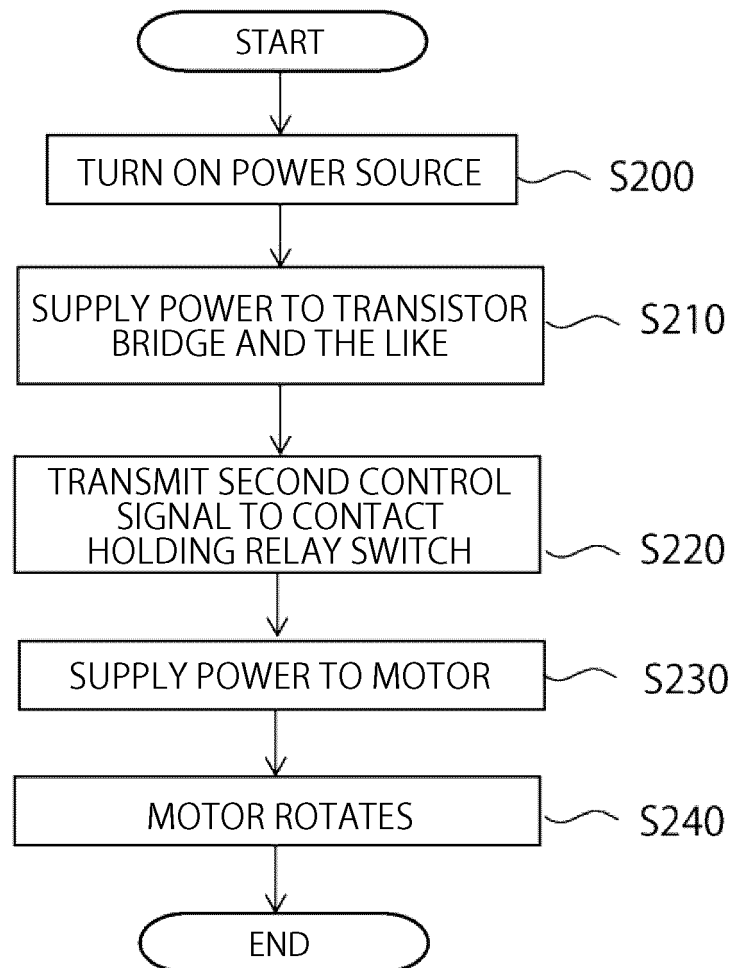 START
TURN ON POWER SOURCE
S200
SUPPLY POWER TO TRANSISTOR
BRIDGE AND THE LIKE
S210
TRANSMIT SECOND CONTROL
SIGNAL TO CONTACT
HOLDING RELAY SWITCH
S220
SUPPLY POWER TO MOTOR
S230
MOTOR ROTATES
S240
END